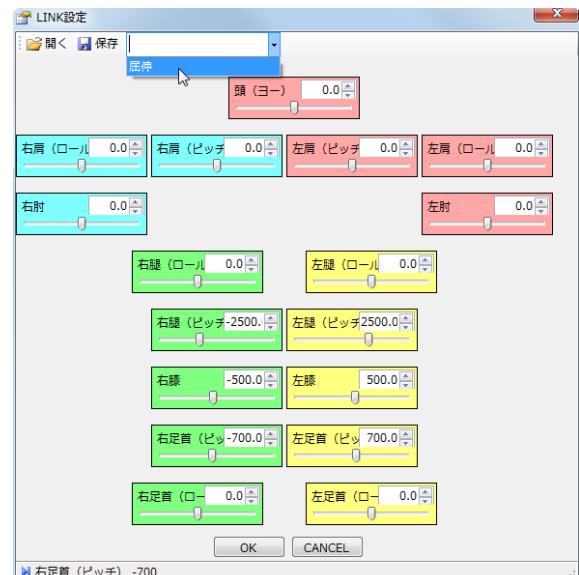 LINK設定
開く 保存
屈伸
頭（ヨー） 0.0
右肩（ロール 0.0 右肩（ピッチ 0.0 左肩（ピッチ 0.0 左肩（ロール 0.0
右肘 0.0 左肘 0.0
右腿（ロール 0.0 左腿（ロール 0.0
右腿（ピッチ -2500. 左腿（ピッチ 2500.0
右膝 -500.0 左膝 500.0
右足首（ピッ -700.0 左足首（ピッ 700.0
右足首（ロー 0.0 左足首（ロー 0.0
OK CANCEL
右足首（ピッチ） -700